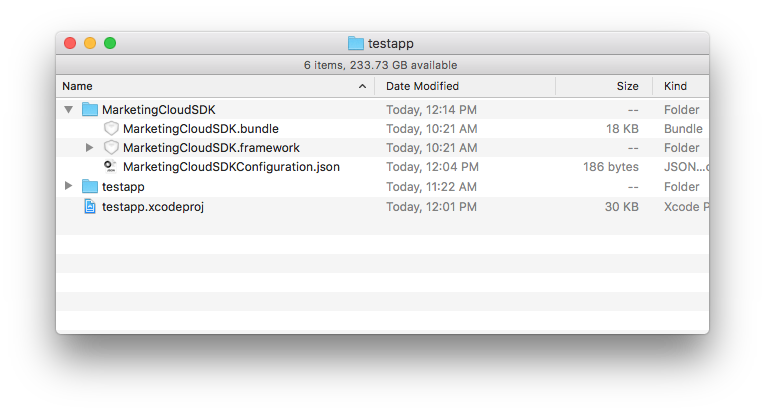 testapp
6 items, 233.73 GB available
Name Date Modified Size Kind
MarketingCloudSDK Today, 12:14 PM -- Folder
MarketingCloudSDK.bundle Today, 10:21 AM 18 KB Bundle
MarketingCloudSDK.framework Today, 10:21 AM -- Folder
MarketingCloudSDKConfiguration.json Today, 12:04 PM 186 bytes JSON...c
testapp Today, 11:22 AM -- Folder
testapp.xcodeproj Today, 12:01 PM 30 KB Xcode P